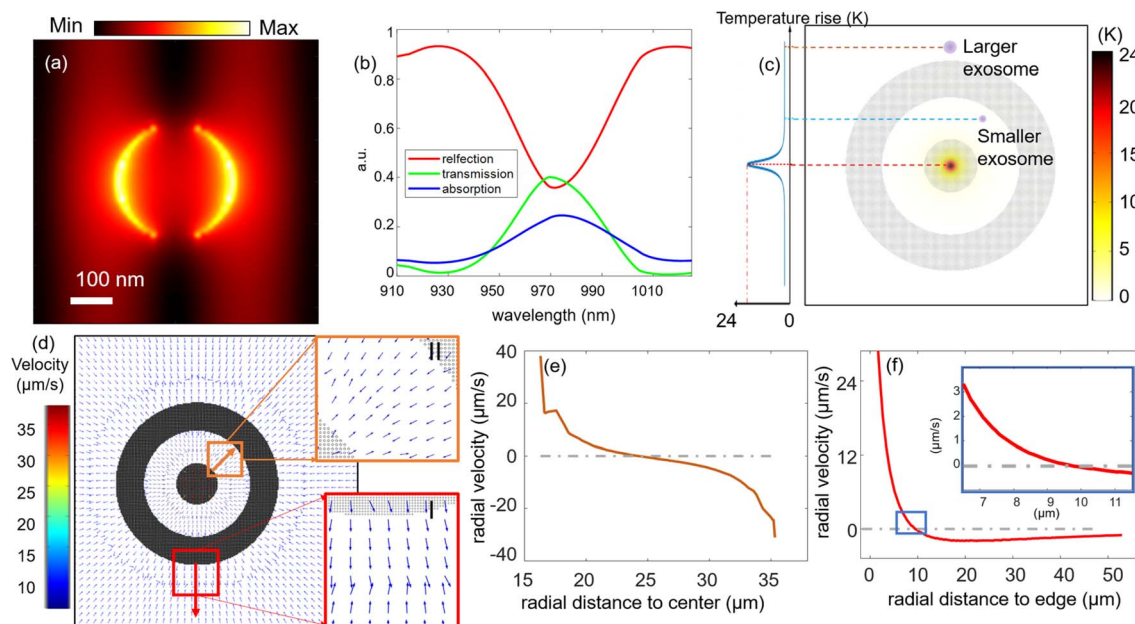 Min Max
(a)
100 nm
(b)
a.u.
1
0.8
0.6
0.4
0.2
0
relfection
transmission
absorption
910 930 950 970 990 1010
wavelength (nm)
Temperature rise (K)
(c)
Larger
exosome
Smaller
exosome
24 0
(K)
24
20
15
10
5
0
(d)
Velocity
(µm/s)
35
30
25
20
15
10
II
I
(e)
radial velocity (µm/s)
40
20
0
-20
-40
15 20 25 30 35
radial distance to center (µm)
(f)
radial velocity (µm/s)
24
12
0
0 10 20 30 40 50
radial distance to edge (µm)
(µm/s)
3
2
1
0
7 8 9 10 11
(µm)